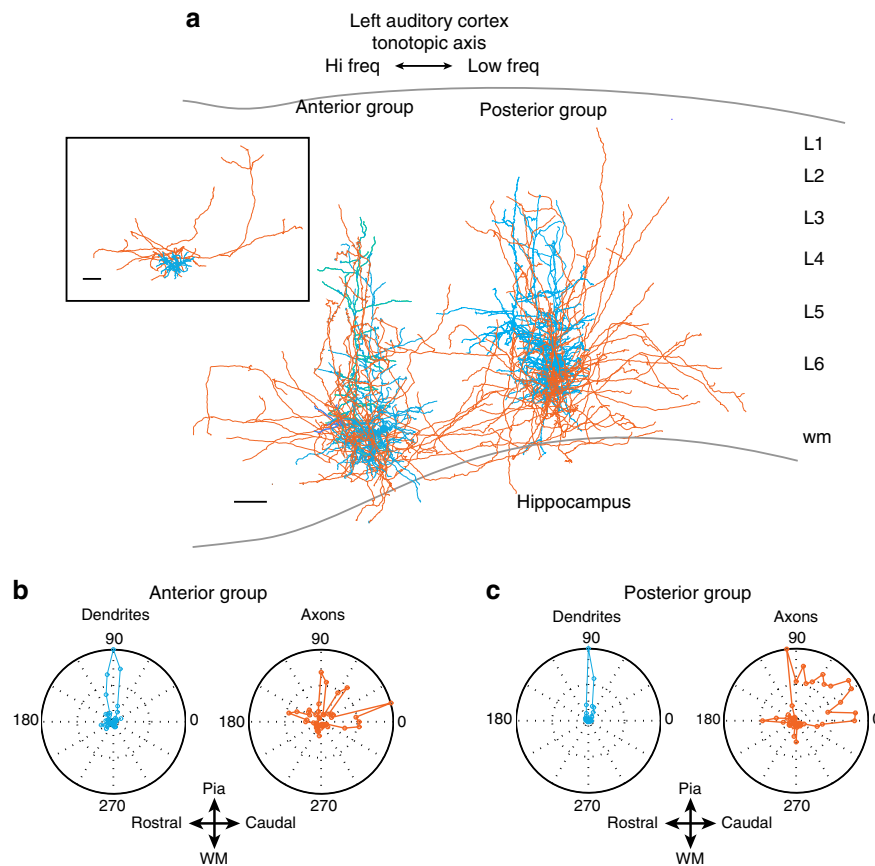 a
Left auditory cortex
tonotopic axis
Hi freq Low freq
Anterior group Posterior group
L1
L2
L3
L4
L5
L6
wm
Hippocampus
b Anterior group
Dendrites Axons
90 90
180 0 180 0
270 270
Pia
Rostral Caudal
WM
c Posterior group
Dendrites Axons
90 90
180 0 180 0
270 270
Pia
Rostral Caudal
WM